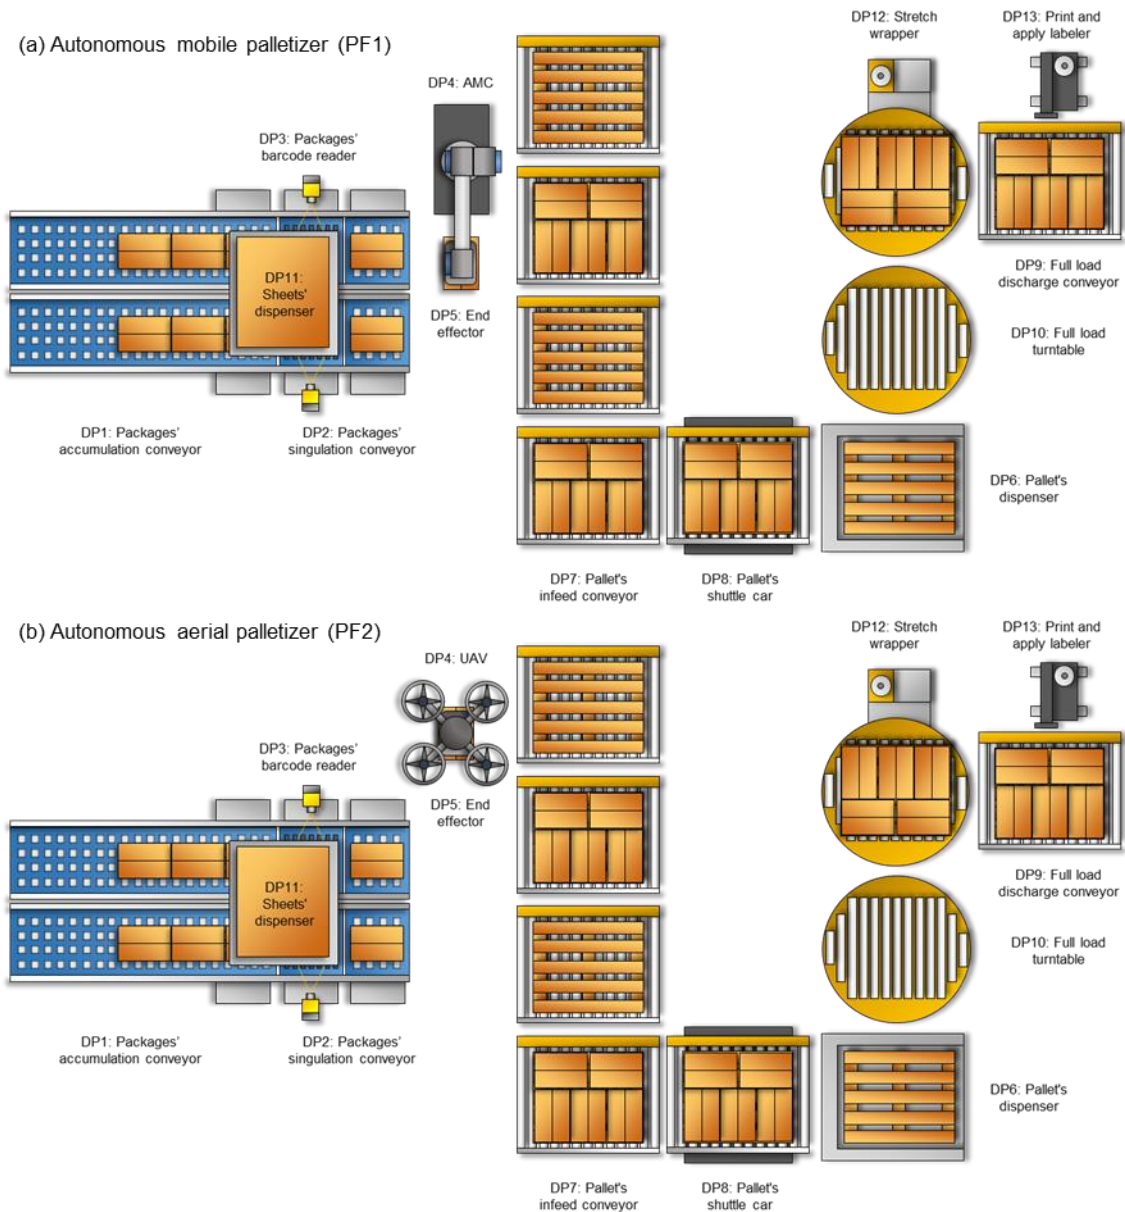 (a) Autonomous mobile palletizer (PF1)
DP12: Stretch
wrapper
DP13: Print and
apply labeler
DP4: AMC
DP3: Packages'
barcode reader
DP11:
Sheets'
dispenser
DP5: End
effector
DP9: Full load
discharge conveyor
DP10: Full load
turntable
DP1: Packages'
accumulation conveyor
DP2: Packages'
singulation conveyor
DP6: Pallet's
dispenser
DP7: Pallet's
infeed conveyor
DP8: Pallet's
shuttle car
(b) Autonomous aerial palletizer (PF2)
DP12: Stretch
wrapper
DP13: Print and
apply labeler
DP4: UAV
DP3: Packages'
barcode reader
DP5: End
effector
DP11:
Sheets'
dispenser
DP9: Full load
discharge conveyor
DP10: Full load
turntable
DP1: Packages'
accumulation conveyor
DP2: Packages'
singulation conveyor
DP6: Pallet's
dispenser
DP7: Pallet's
infeed conveyor
DP8: Pallet's
shuttle car